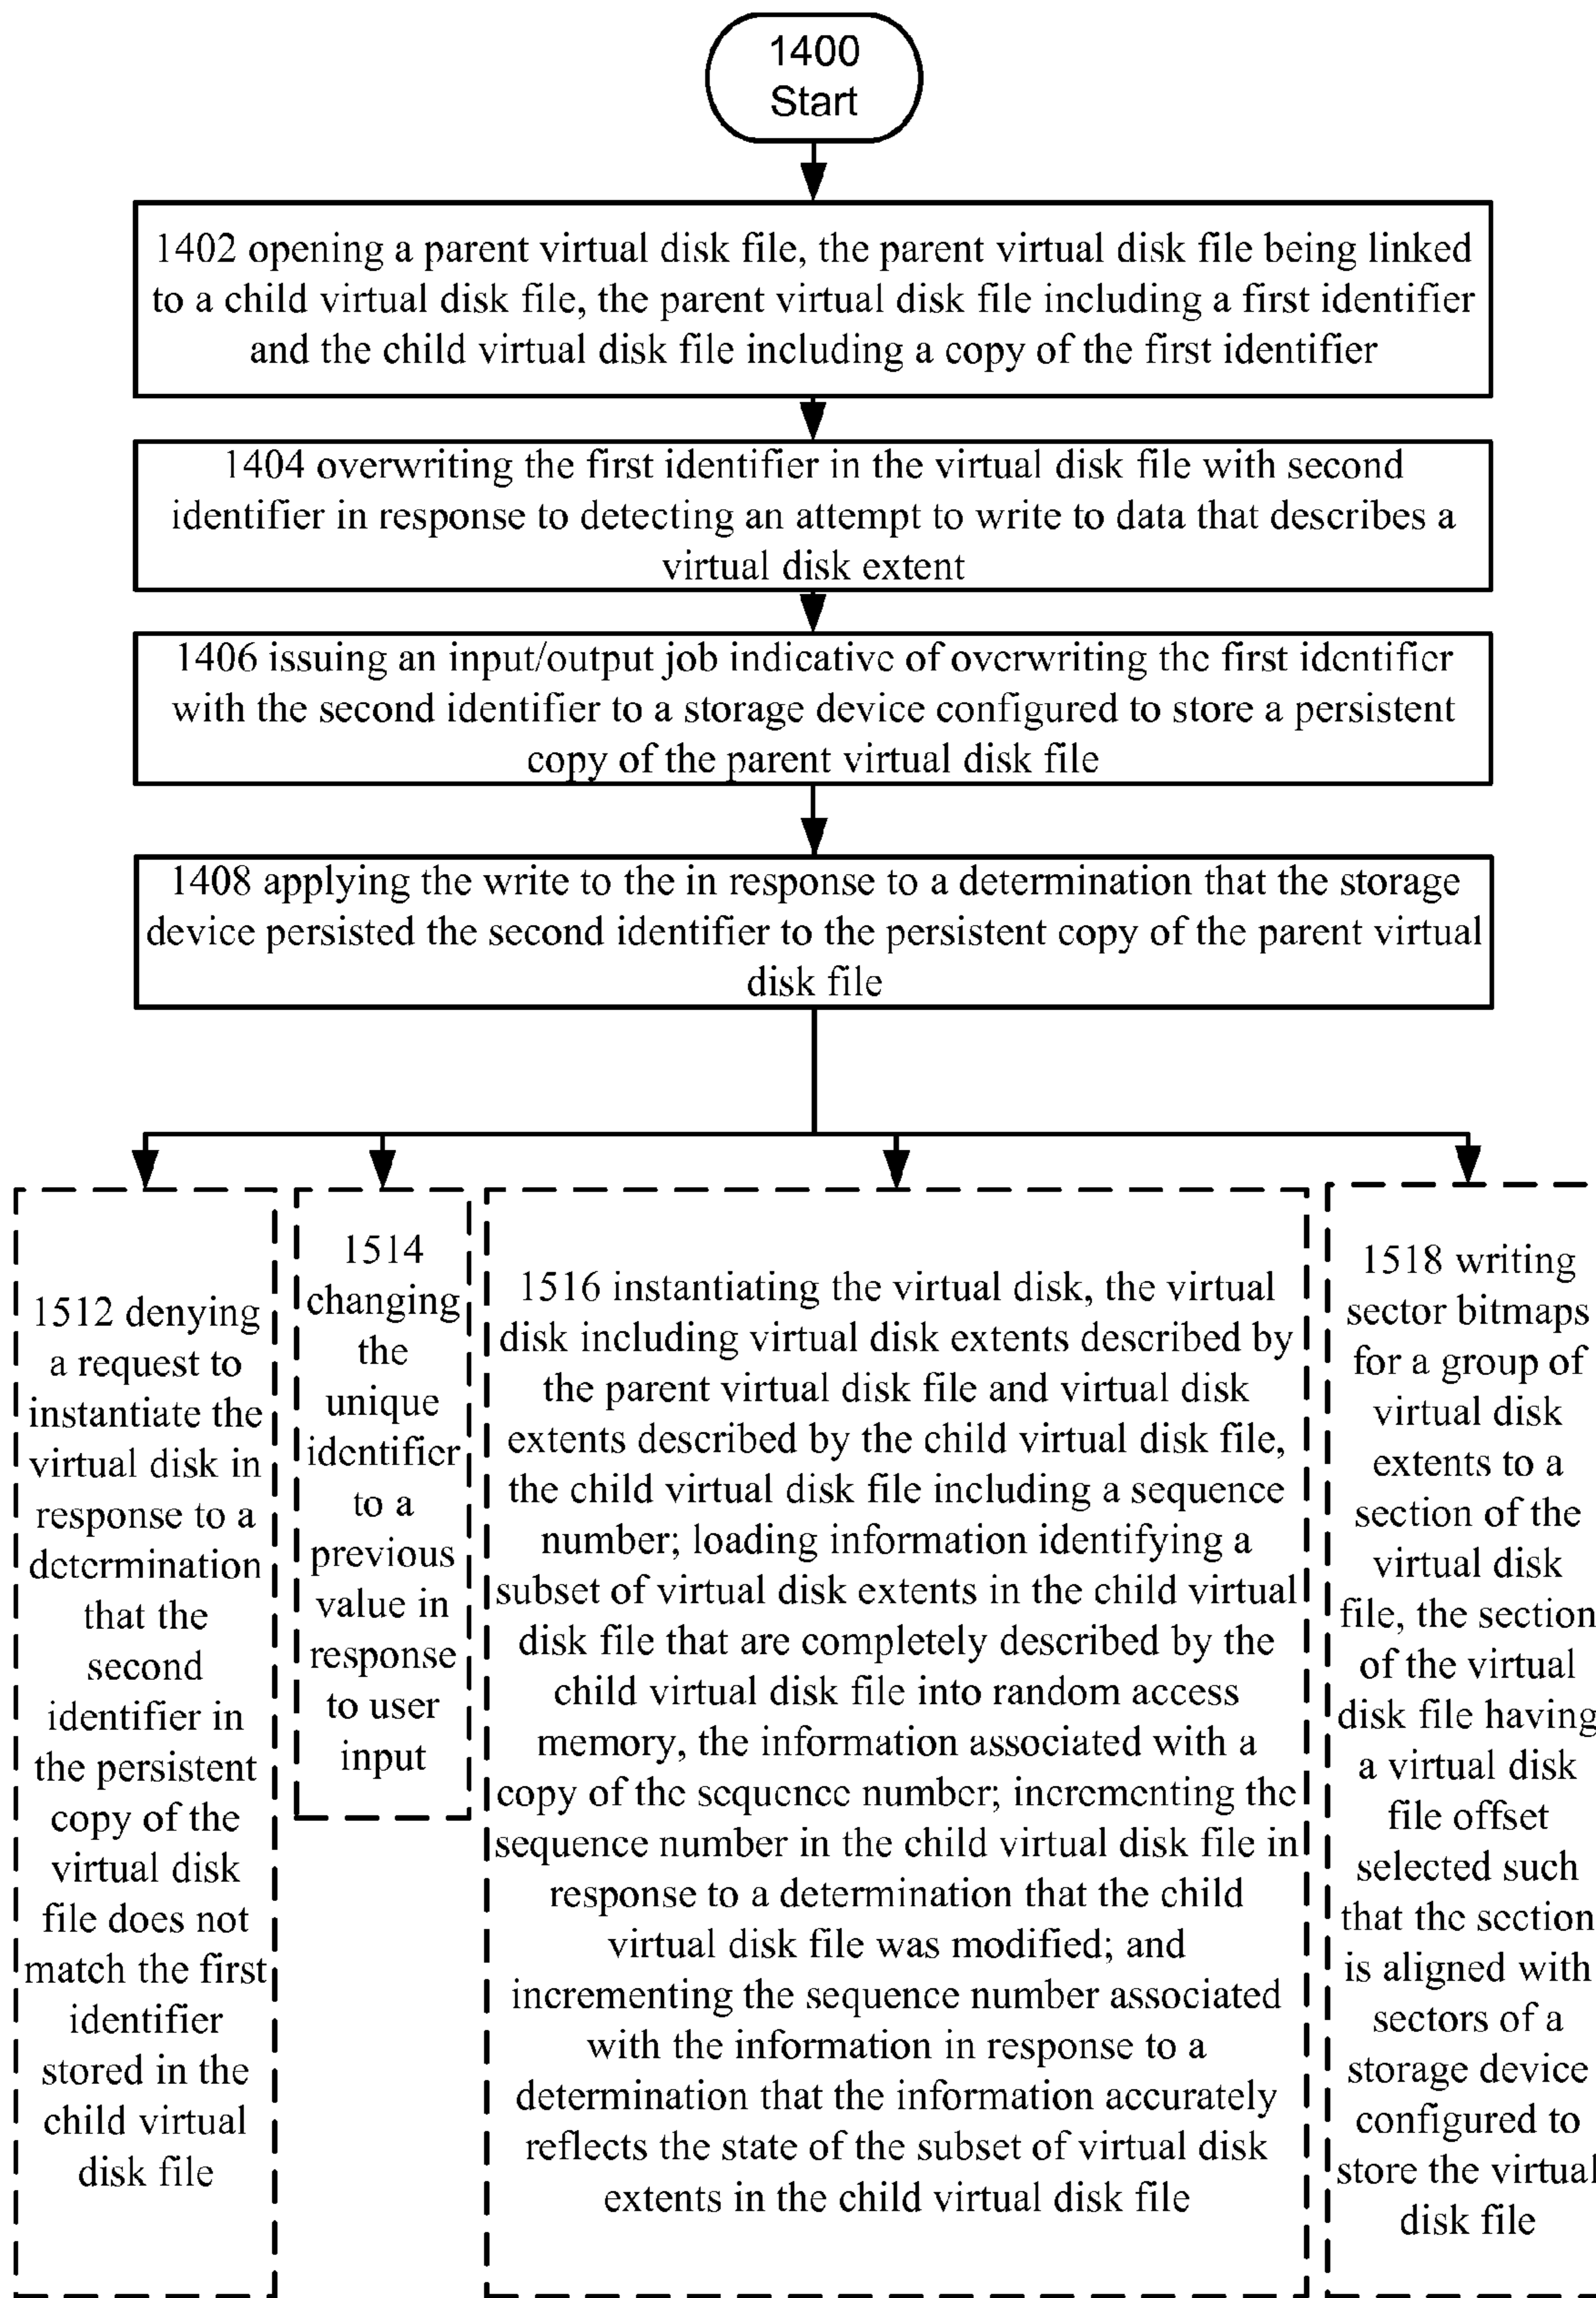 1400
Start
1402 opening a parent virtual disk file, the parent virtual disk file being linked
to a child virtual disk file, the parent virtual disk file including a first identifier
and the child virtual disk file including a copy of the first identifier
1404 overwriting the first identifier in the virtual disk file with second
identifier in response to detecting an attempt to write to data that describes a
virtual disk extent
1406 issuing an input/output job indicative of overwriting the first identifier
with the second identifier to a storage device configured to store a persistent
copy of the parent virtual disk file
1408 applying the write to the in response to a determination that the storage
device persisted the second identifier to the persistent copy of the parent virtual
disk file
1512 denying
a request to
instantiate the
virtual disk in
response to a
determination
that the
second
identifier in
the persistent
copy of the
virtual disk
file does not
match the first
identifier
stored in the
child virtual
disk file
1514
changing
the
unique
identifier
to a
previous
value in
response
to user
input
1516 instantiating the virtual disk, the virtual
disk including virtual disk extents described by
the parent virtual disk file and virtual disk
extents described by the child virtual disk file,
the child virtual disk file including a sequence
number; loading information identifying a
subset of virtual disk extents in the child virtual
disk file that are completely described by the
child virtual disk file into random access
memory, the information associated with a
copy of the sequence number; incrementing the
sequence number in the child virtual disk file in
response to a determination that the child
virtual disk file was modified; and
incrementing the sequence number associated
with the information in response to a
determination that the information accurately
reflects the state of the subset of virtual disk
extents in the child virtual disk file
1518 writing
sector bitmaps
for a group of
virtual disk
extents to a
section of the
virtual disk
file, the section
of the virtual
disk file having
a virtual disk
file offset
selected such
that the section
is aligned with
sectors of a
storage device
configured to
store the virtual
disk file